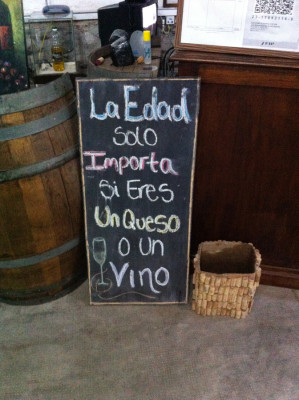 La Edad
solo
Importa
Si Eres
Un Queso
o un
Vino